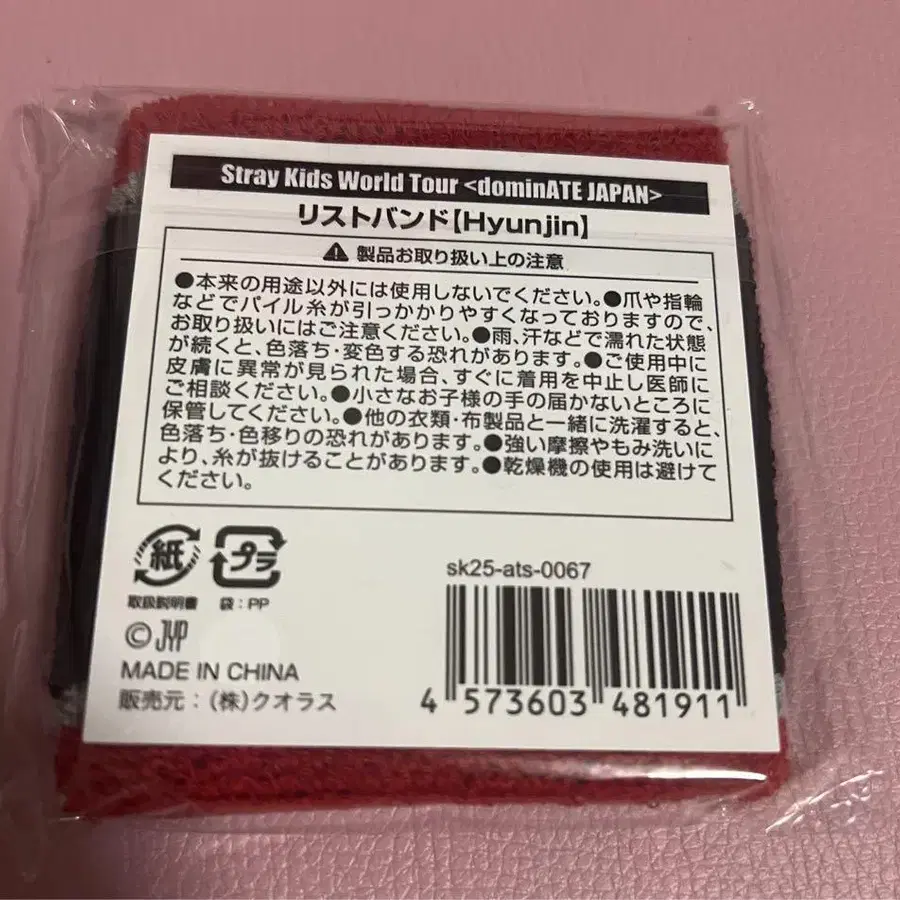 Stray Kids World Tour <dominATE JAPAN>
リストバンド【Hyunjin】
⚠ 製品お取り扱い上の注意
●本来の用途以外には使用しないでください。●爪や指輪
などでパイル糸が引っかかりやすくなっておりますので、
お取り扱いにはご注意ください。●雨、汗などで濡れた状態
が続くと、色落ち・変色する恐れがあります。●ご使用中に
皮膚に異常が見られた場合、すぐに着用を中止し医師に
ご相談ください。●小さなお子様の手の届かないところに
保管してください。●他の衣類・布製品と一緒に洗濯すると、
色落ち・色移りの恐れがあります。●強い摩擦やもみ洗いに
より、糸が抜けることがあります。●乾燥機の使用は避けて
ください。
紙 プラ
取扱説明書 袋：PP
©JYP
MADE IN CHINA
販売元：(株)クオラス
sk25-ats-0067
4 573603 481911